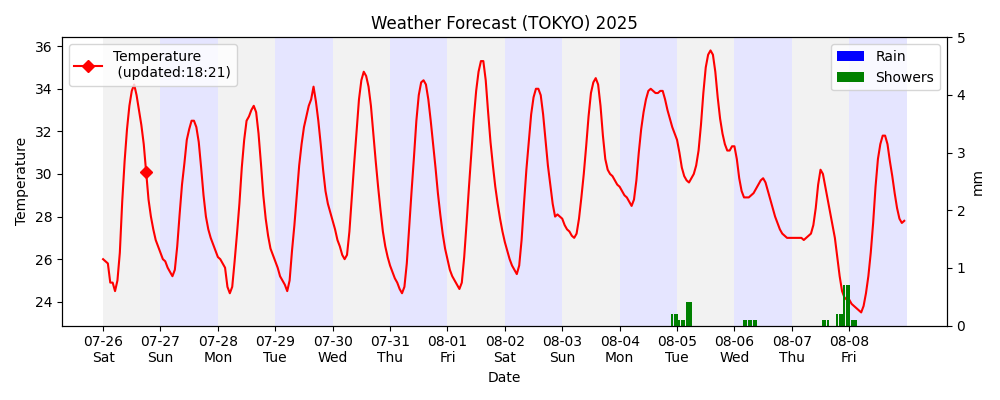 Weather Forecast (TOKYO) 2025
Temperature
(updated:18:21)
Rain
Showers
Temperature
36
34
32
30
28
26
24
5
4
3
2
1
0
mm
07-26 07-27 07-28 07-29 07-30 07-31 08-01 08-02 08-03 08-04 08-05 08-06 08-07 08-08
Sat Sun Mon Tue Wed Thu Fri Sat Sun Mon Tue Wed Thu Fri
Date